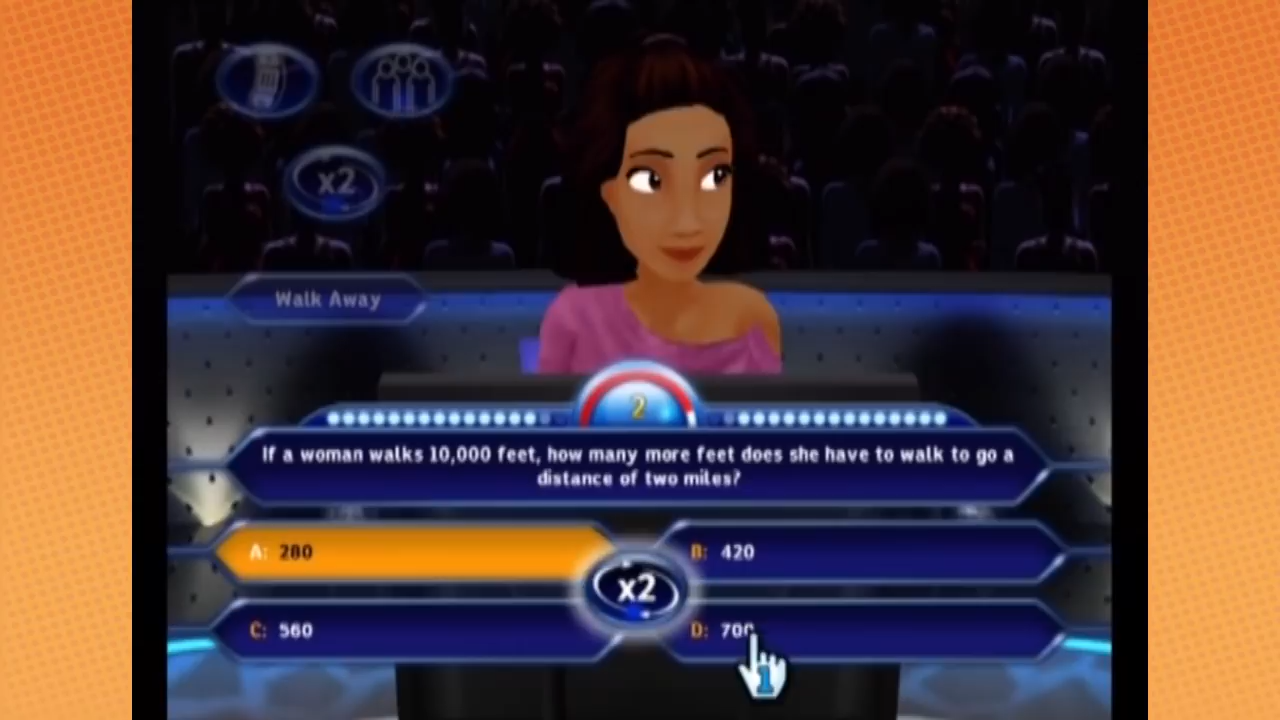 x2
Walk Away
2
If a woman walks 10,000 feet, how many more feet does she have to walk to go a
distance of two miles?
A: 280
B: 420
x2
C: 560
D: 700
1